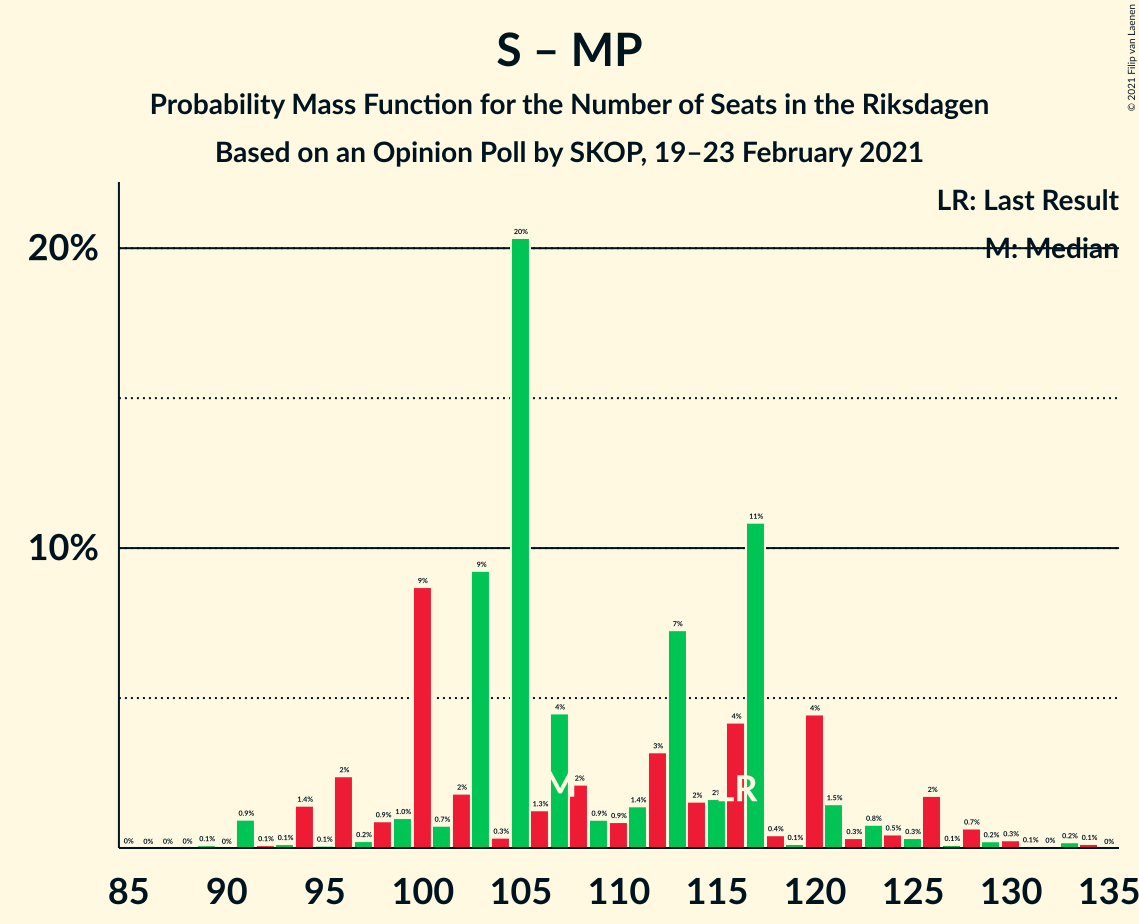 S – MP
Probability Mass Function for the Number of Seats in the Riksdagen
Based on an Opinion Poll by SKOP, 19–23 February 2021
© 2021 Filip van Laenen
LR: Last Result
M: Median
20%
10%
0% 0% 0% 0% 0.1% 0% 0.9% 0.1% 0.1% 1.4% 0.1% 2% 0.2% 0.9% 1.0% 9% 0.7% 2% 9% 0.3% 20% 1.3% 4% 2% 0.9% 0.9% 1.4% 3% 7% 2% 2% 4% 11% 0.4% 0.1% 4% 1.5% 0.3% 0.8% 0.5% 0.3% 2% 0.1% 0.7% 0.2% 0.3% 0.1% 0% 0.2% 0.1% 0%
M LR
85 90 95 100 105 110 115 120 125 130 135